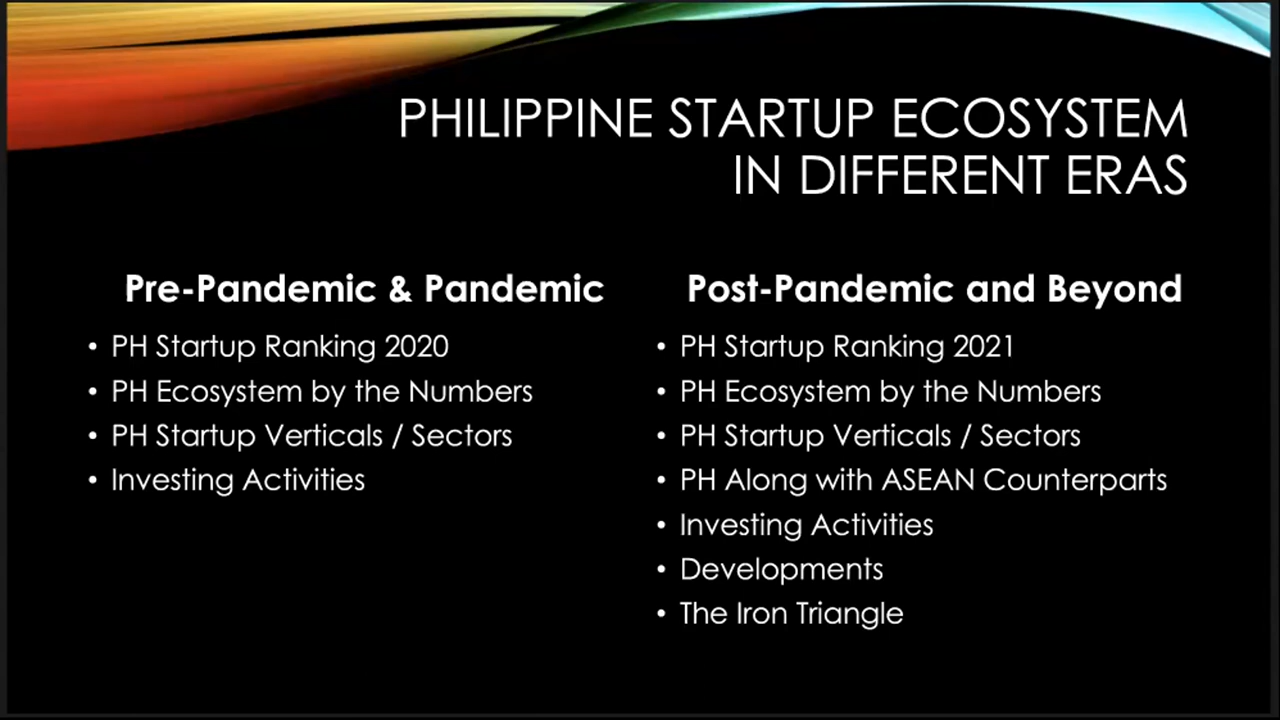 PHILIPPINE STARTUP ECOSYSTEM
IN DIFFERENT ERAS
Pre-Pandemic & Pandemic
• PH Startup Ranking 2020
• PH Ecosystem by the Numbers
• PH Startup Verticals / Sectors
• Investing Activities
Post-Pandemic and Beyond
• PH Startup Ranking 2021
• PH Ecosystem by the Numbers
• PH Startup Verticals / Sectors
• PH Along with ASEAN Counterparts
• Investing Activities
• Developments
• The Iron Triangle